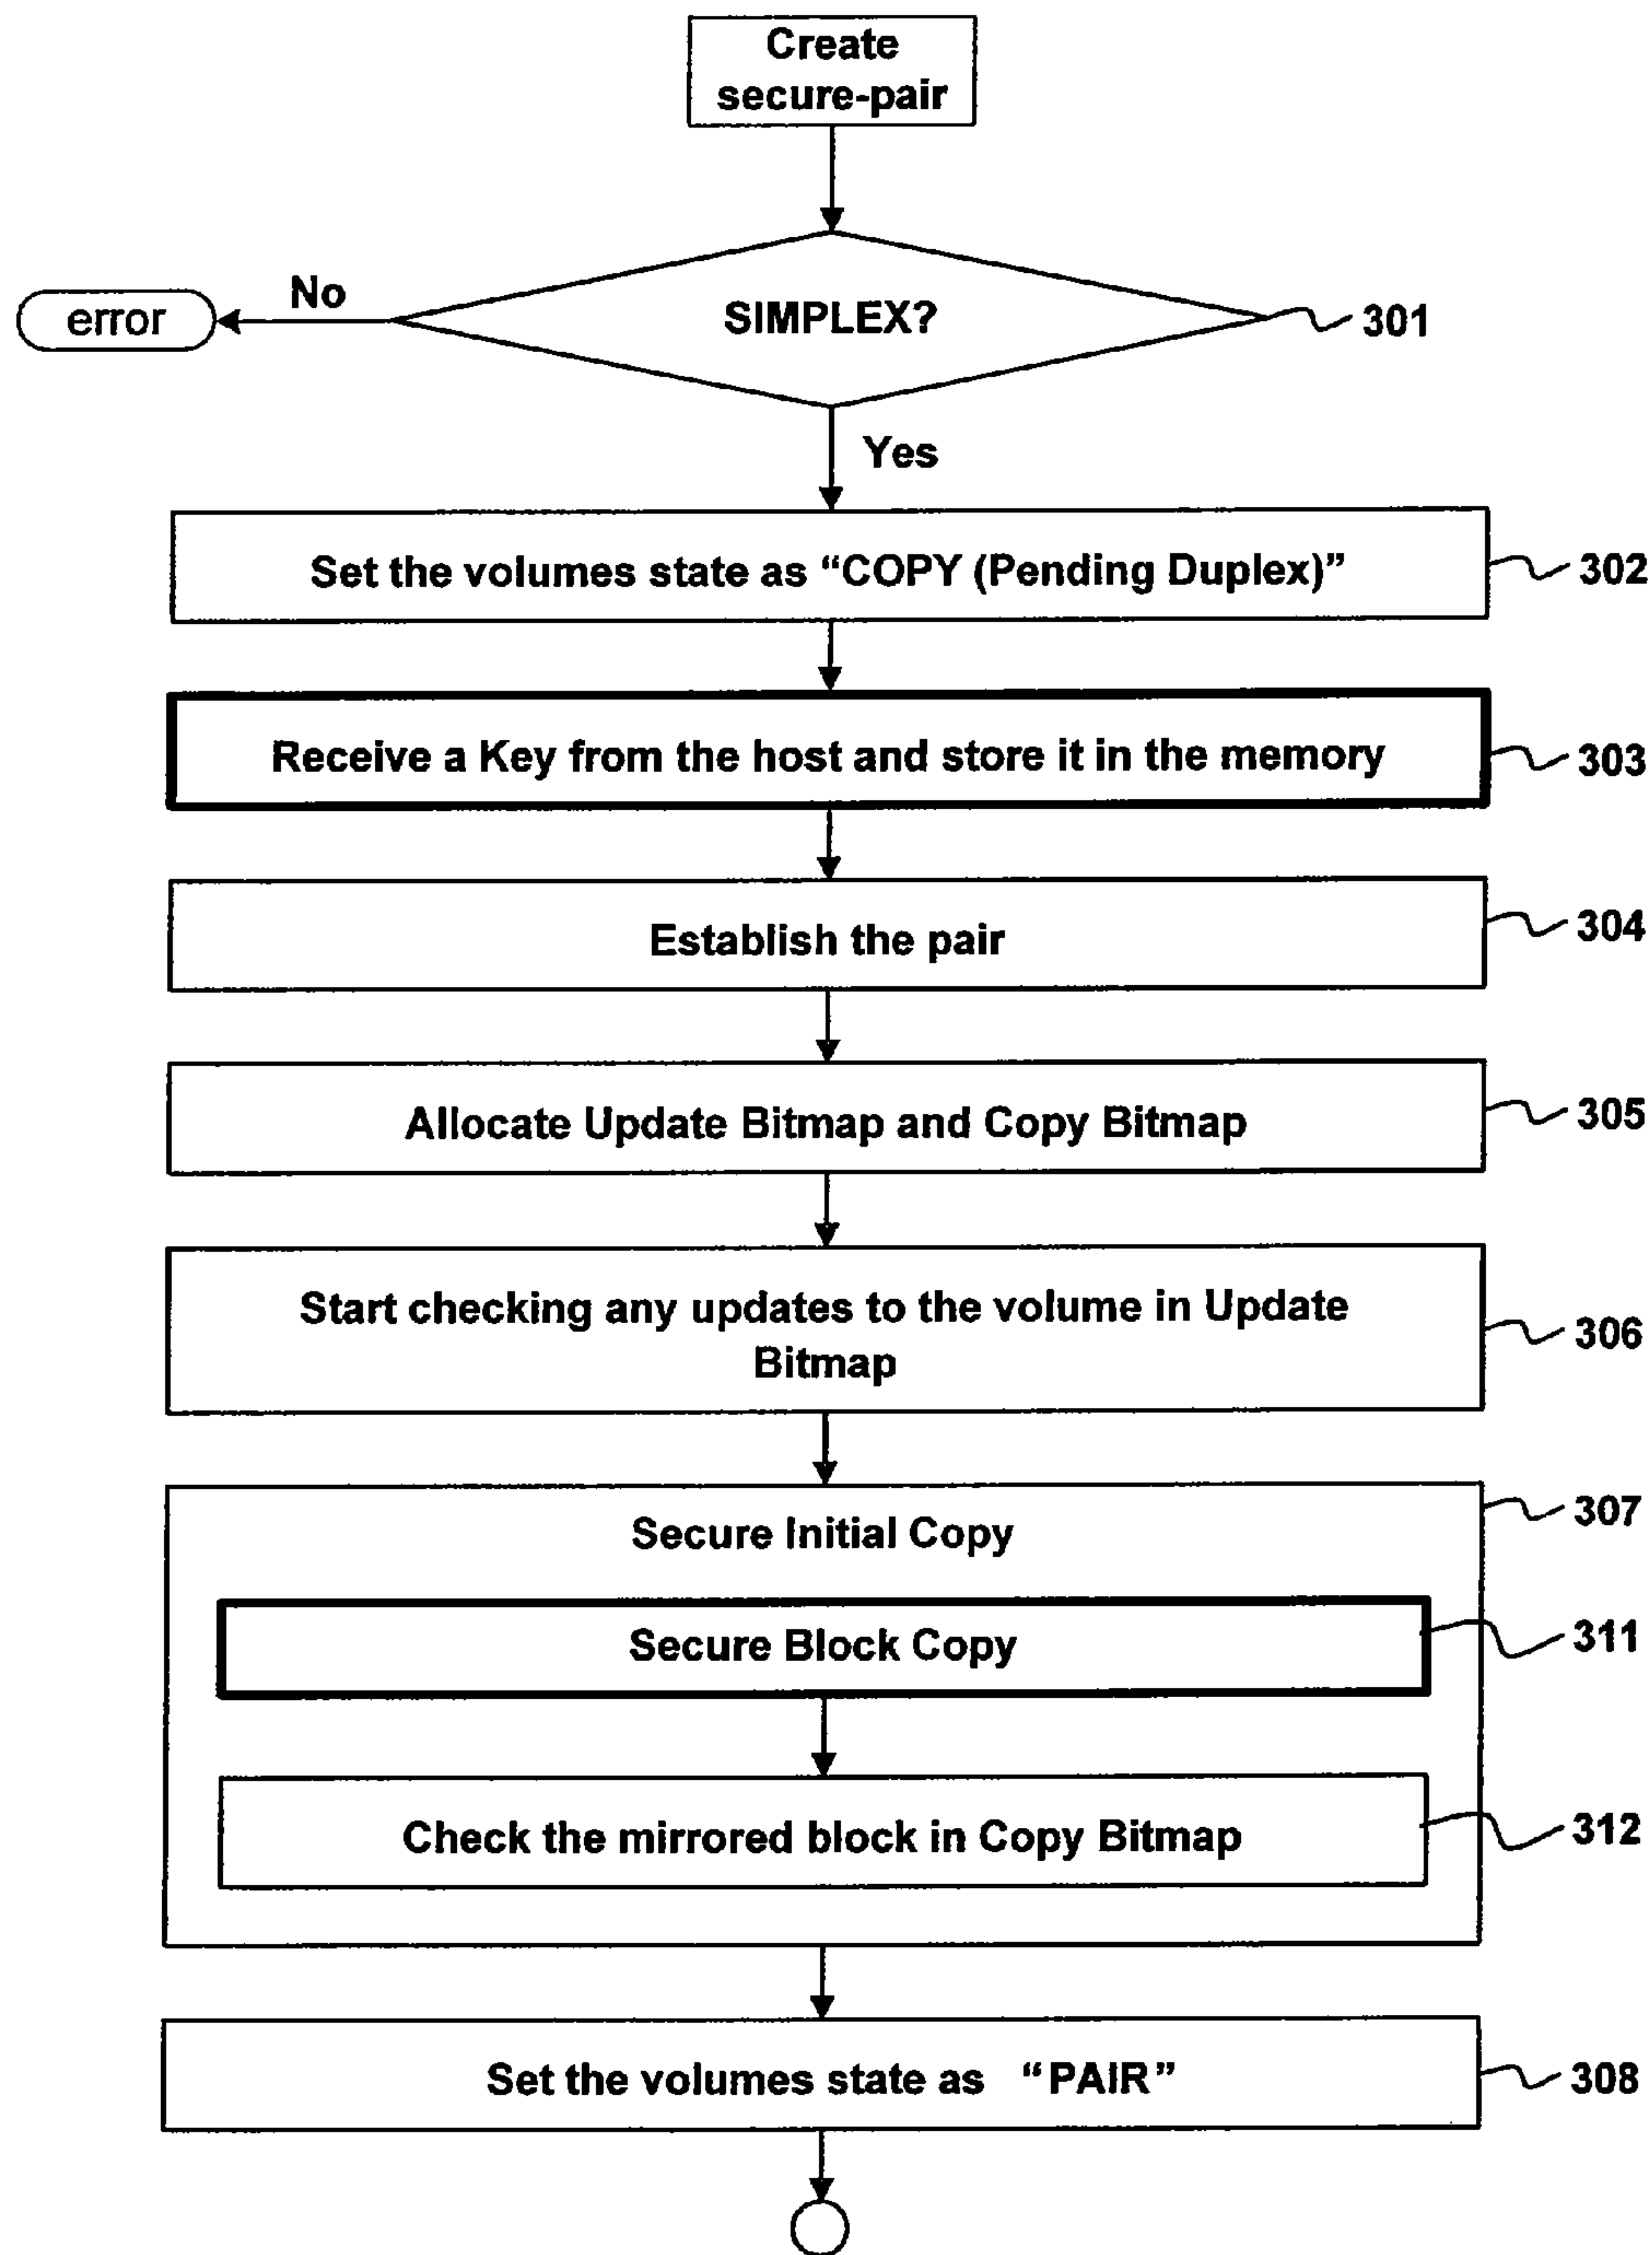 Create
secure-pair
No
error
SIMPLEX?
301
Yes
Set the volumes state as “COPY (Pending Duplex)”
302
Receive a Key from the host and store it in the memory
303
Establish the pair
304
Allocate Update Bitmap and Copy Bitmap
305
Start checking any updates to the volume in Update
Bitmap
306
Secure Initial Copy
307
Secure Block Copy
311
Check the mirrored block in Copy Bitmap
312
Set the volumes state as “PAIR”
308